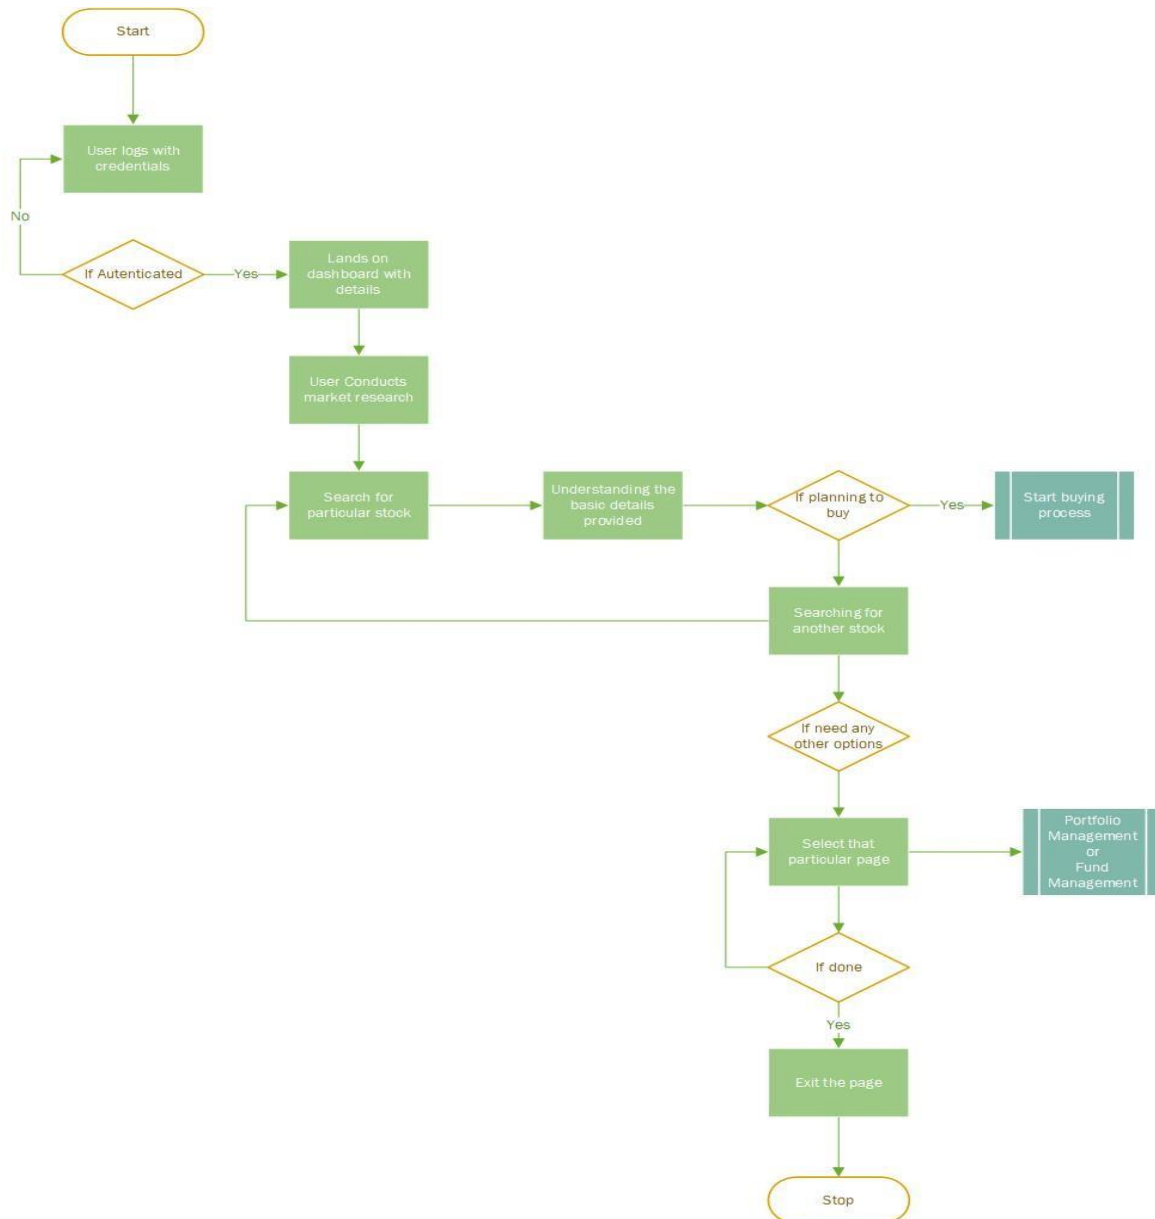 Start
User logs with
credentials
No
If Autenticated
Yes
Lands on
dashboard with
details
User Conducts
market research
Search for
particular stock
Understanding the
basic details
provided
If planning to
buy
Yes
Start buying
process
Searching for
another stock
If need any
other options
Select that
particular page
Portfolio
Management
or
Fund
Management
If done
Yes
Exit the page
Stop